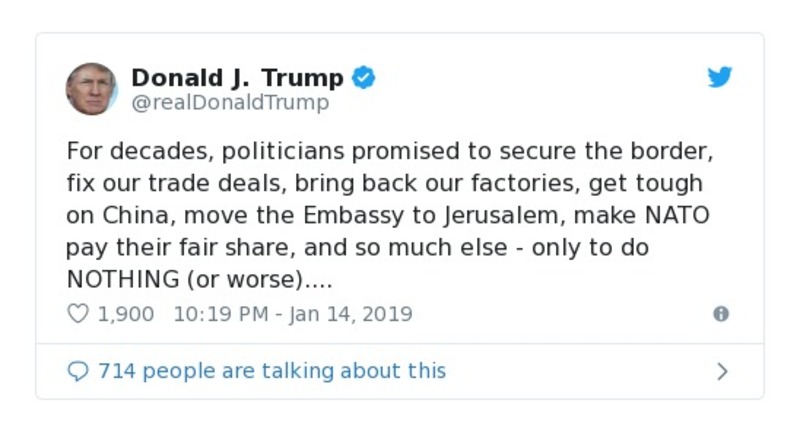 Donald J. Trump
@realDonaldTrump
For decades, politicians promised to secure the border,
fix our trade deals, bring back our factories, get tough
on China, move the Embassy to Jerusalem, make NATO
pay their fair share, and so much else - only to do
NOTHING (or worse)....
1,900 10:19 PM - Jan 14, 2019
714 people are talking about this